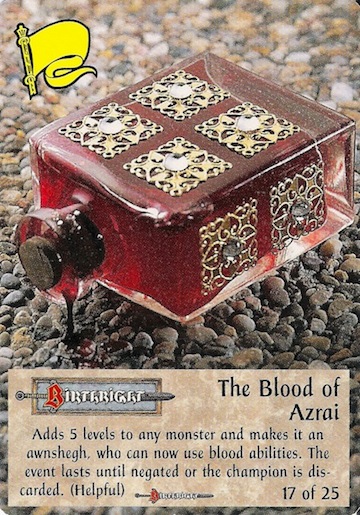 BIRTHRIGHT
The Blood of
Azrai
Adds 5 levels to any monster and makes it an
awnshegh, who can now use blood abilities. The
event lasts until negated or the champion is dis-
carded. (Helpful)
BIRTHRIGHT
17 of 25